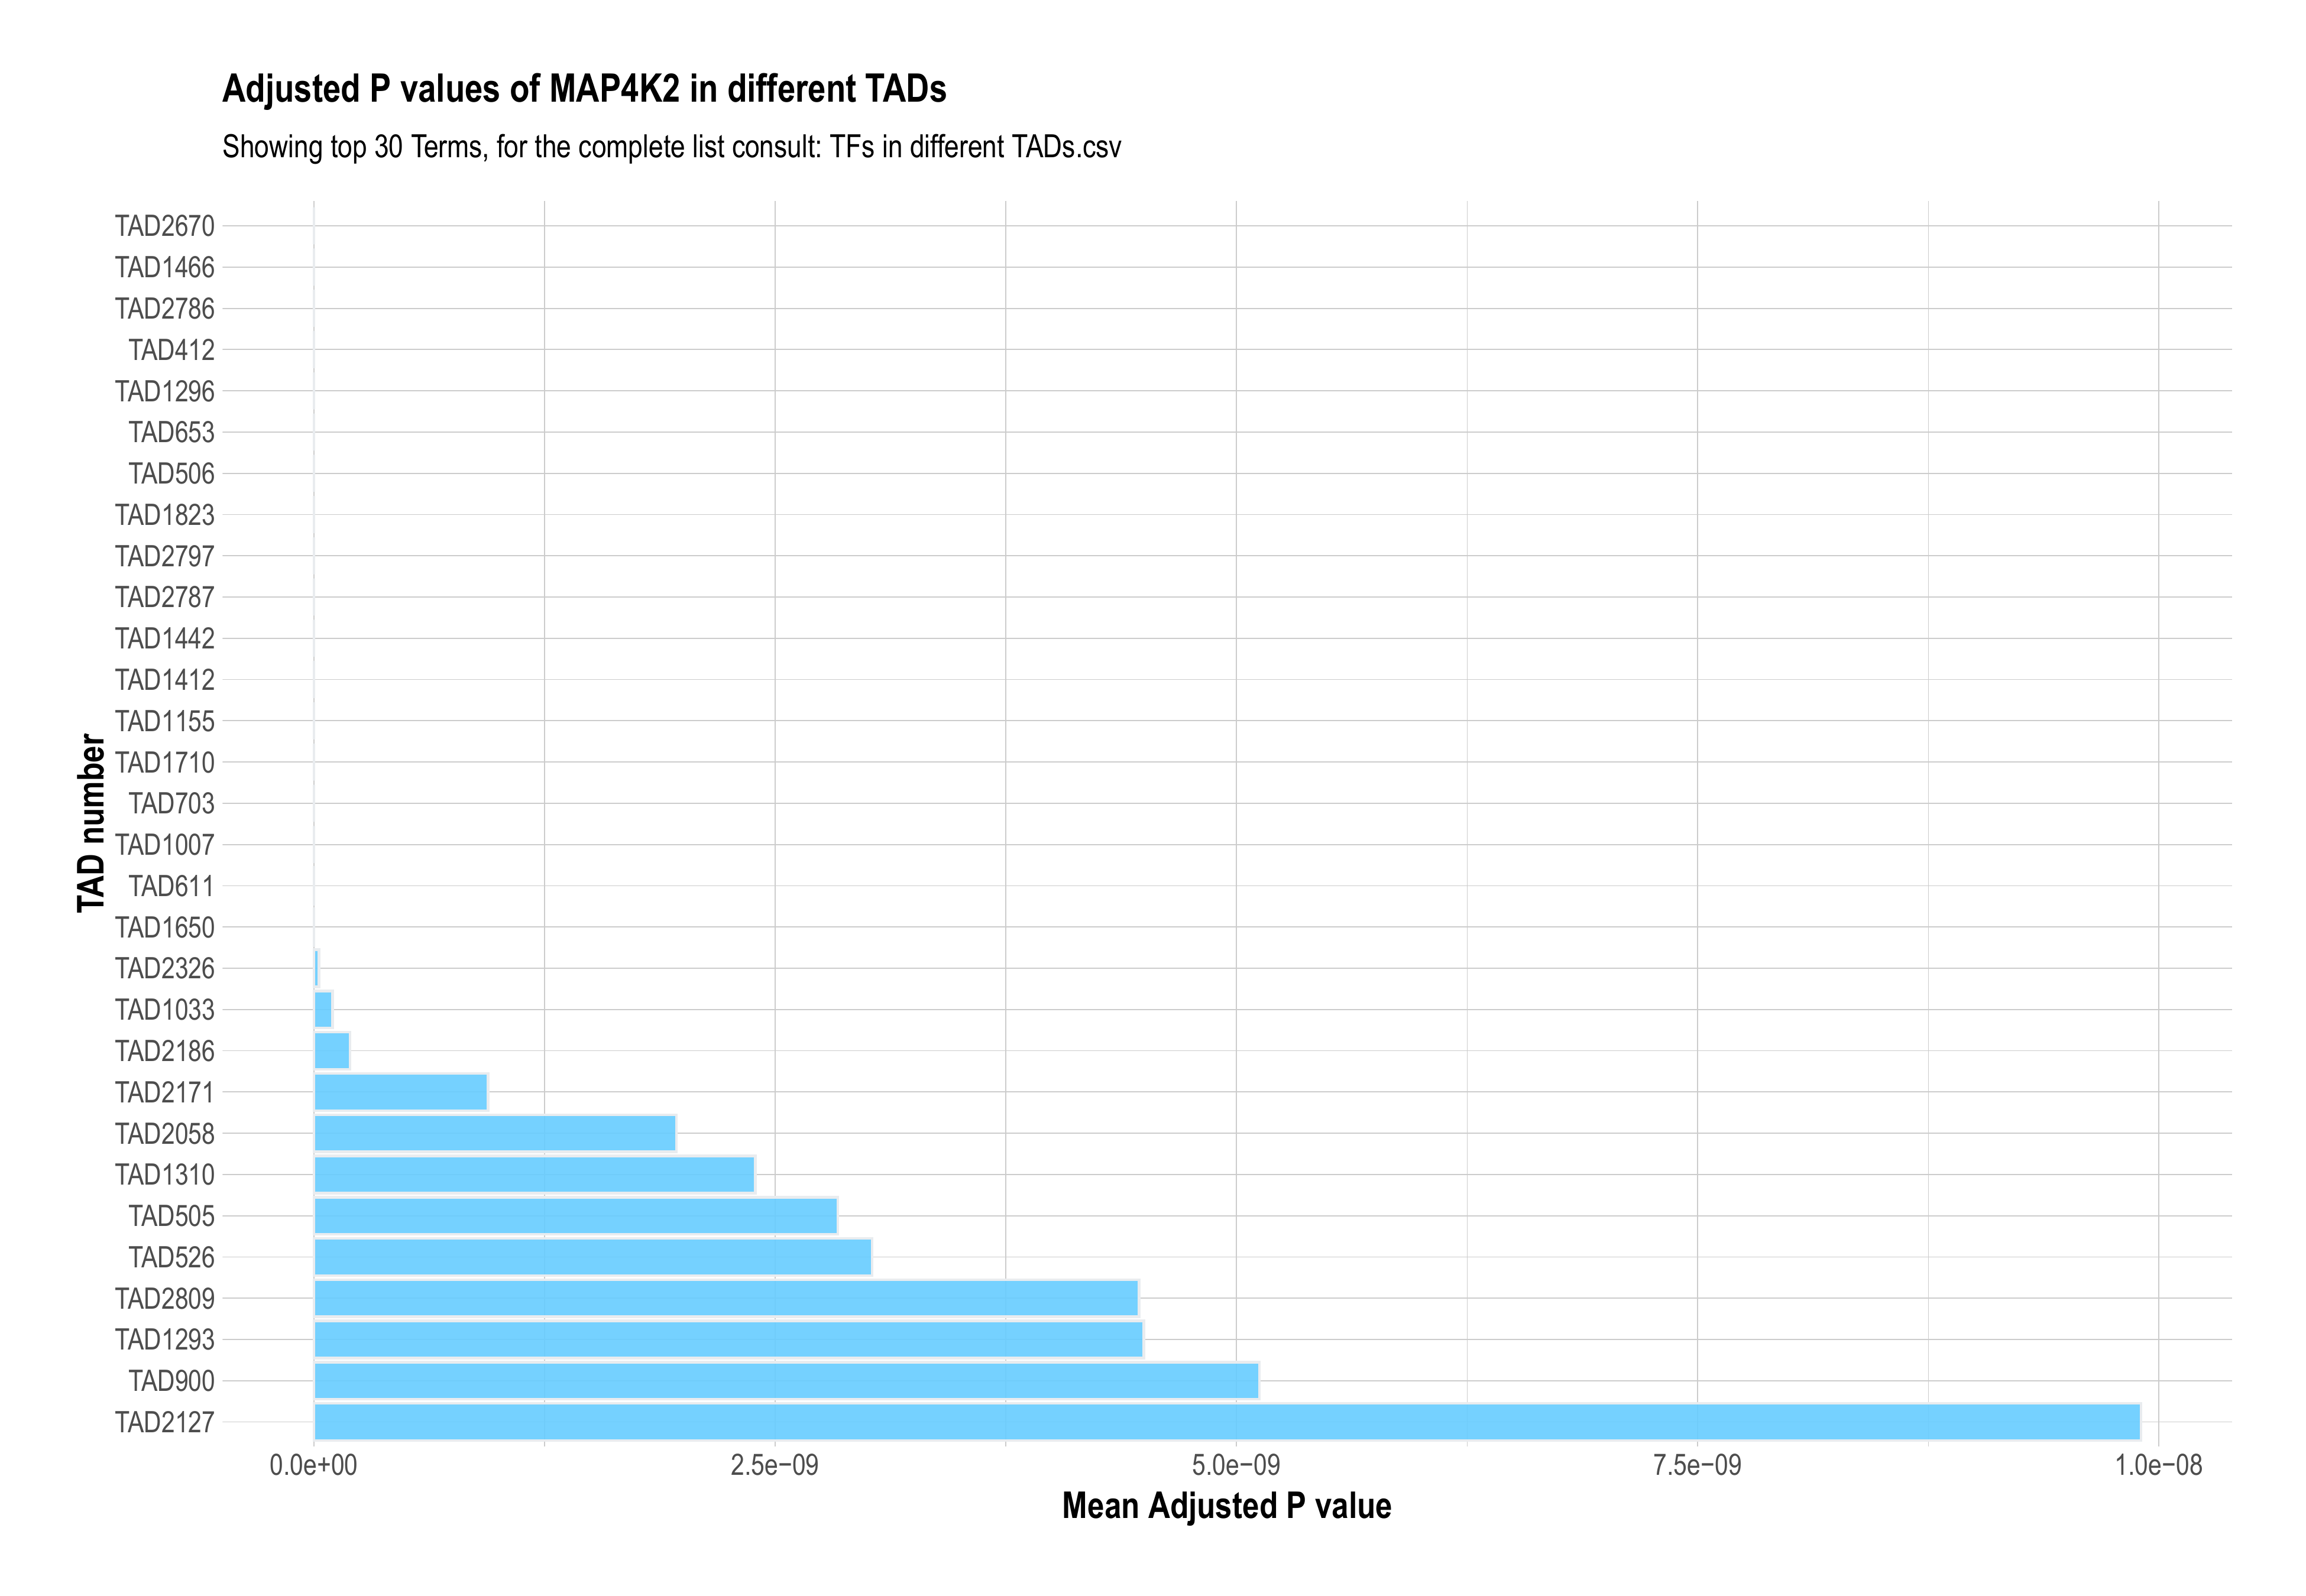 Adjusted P values of MAP4K2 in different TADs
Showing top 30 Terms, for the complete list consult: TFs in different TADs.csv
TAD number
TAD2670
TAD1466
TAD2786
TAD412
TAD1296
TAD653
TAD506
TAD1823
TAD2797
TAD2787
TAD1442
TAD1412
TAD1155
TAD1710
TAD703
TAD1007
TAD611
TAD1650
TAD2326
TAD1033
TAD2186
TAD2171
TAD2058
TAD1310
TAD505
TAD526
TAD2809
TAD1293
TAD900
TAD2127
0.0e+00 2.5e−09 5.0e−09 7.5e−09 1.0e−08
Mean Adjusted P value